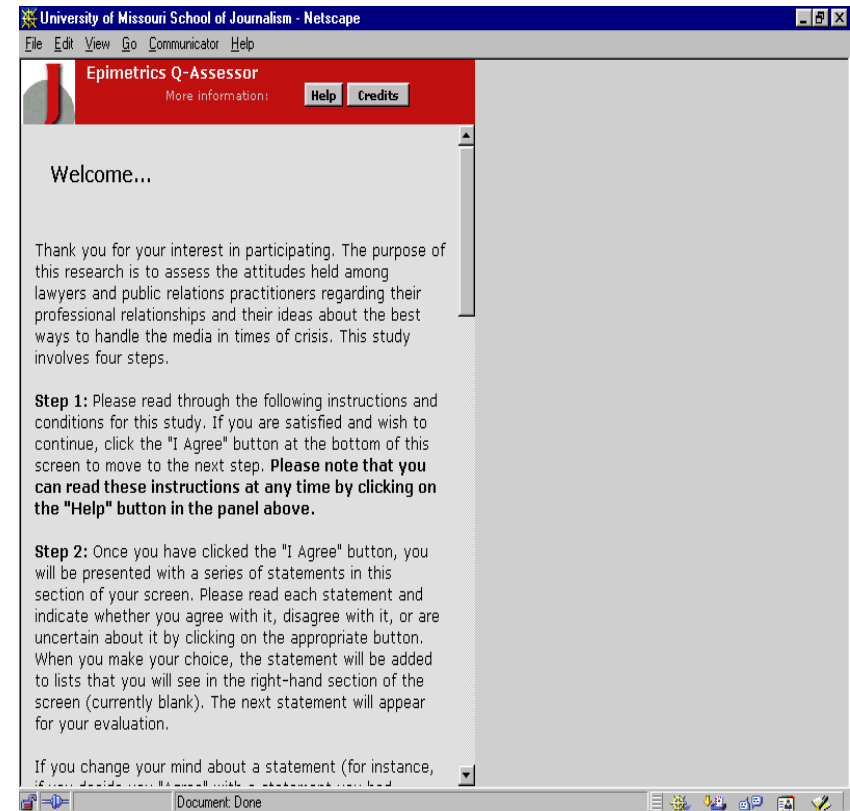 University of Missouri School of Journalism - Netscape
File Edit View Go Communicator Help
J
Epimetrics Q-Assessor
More information: Help Credits
Welcome...
Thank you for your interest in participating. The purpose of
this research is to assess the attitudes held among
lawyers and public relations practitioners regarding their
professional relationships and their ideas about the best
ways to handle the media in times of crisis. This study
involves four steps.
Step 1: Please read through the following instructions and
conditions for this study. If you are satisfied and wish to
continue, click the "I Agree" button at the bottom of this
screen to move to the next step. Please note that you
can read these instructions at any time by clicking on
the "Help" button in the panel above.
Step 2: Once you have clicked the "I Agree" button, you
will be presented with a series of statements in this
section of your screen. Please read each statement and
indicate whether you agree with it, disagree with it, or are
uncertain about it by clicking on the appropriate button.
When you make your choice, the statement will be added
to lists that you will see in the right-hand section of the
screen (currently blank). The next statement will appear
for your evaluation.
If you change your mind about a statement (for instance,
if you decide you "Agree" with a statement you had
Document: Done